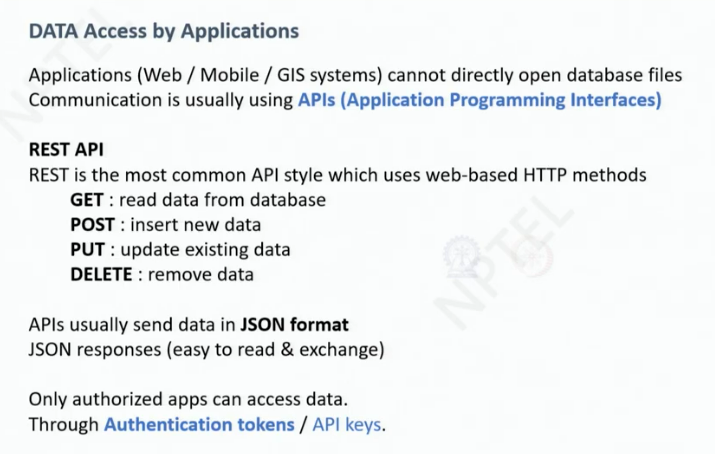 DATA Access by Applications
Applications (Web / Mobile / GIS systems) cannot directly open database files
Communication is usually using APIs (Application Programming Interfaces)
REST API
REST is the most common API style which uses web-based HTTP methods
GET : read data from database
POST : insert new data
PUT : update existing data
DELETE : remove data
APIs usually send data in JSON format
JSON responses (easy to read & exchange)
Only authorized apps can access data.
Through Authentication tokens / API keys.
NPTEL
NPTEL